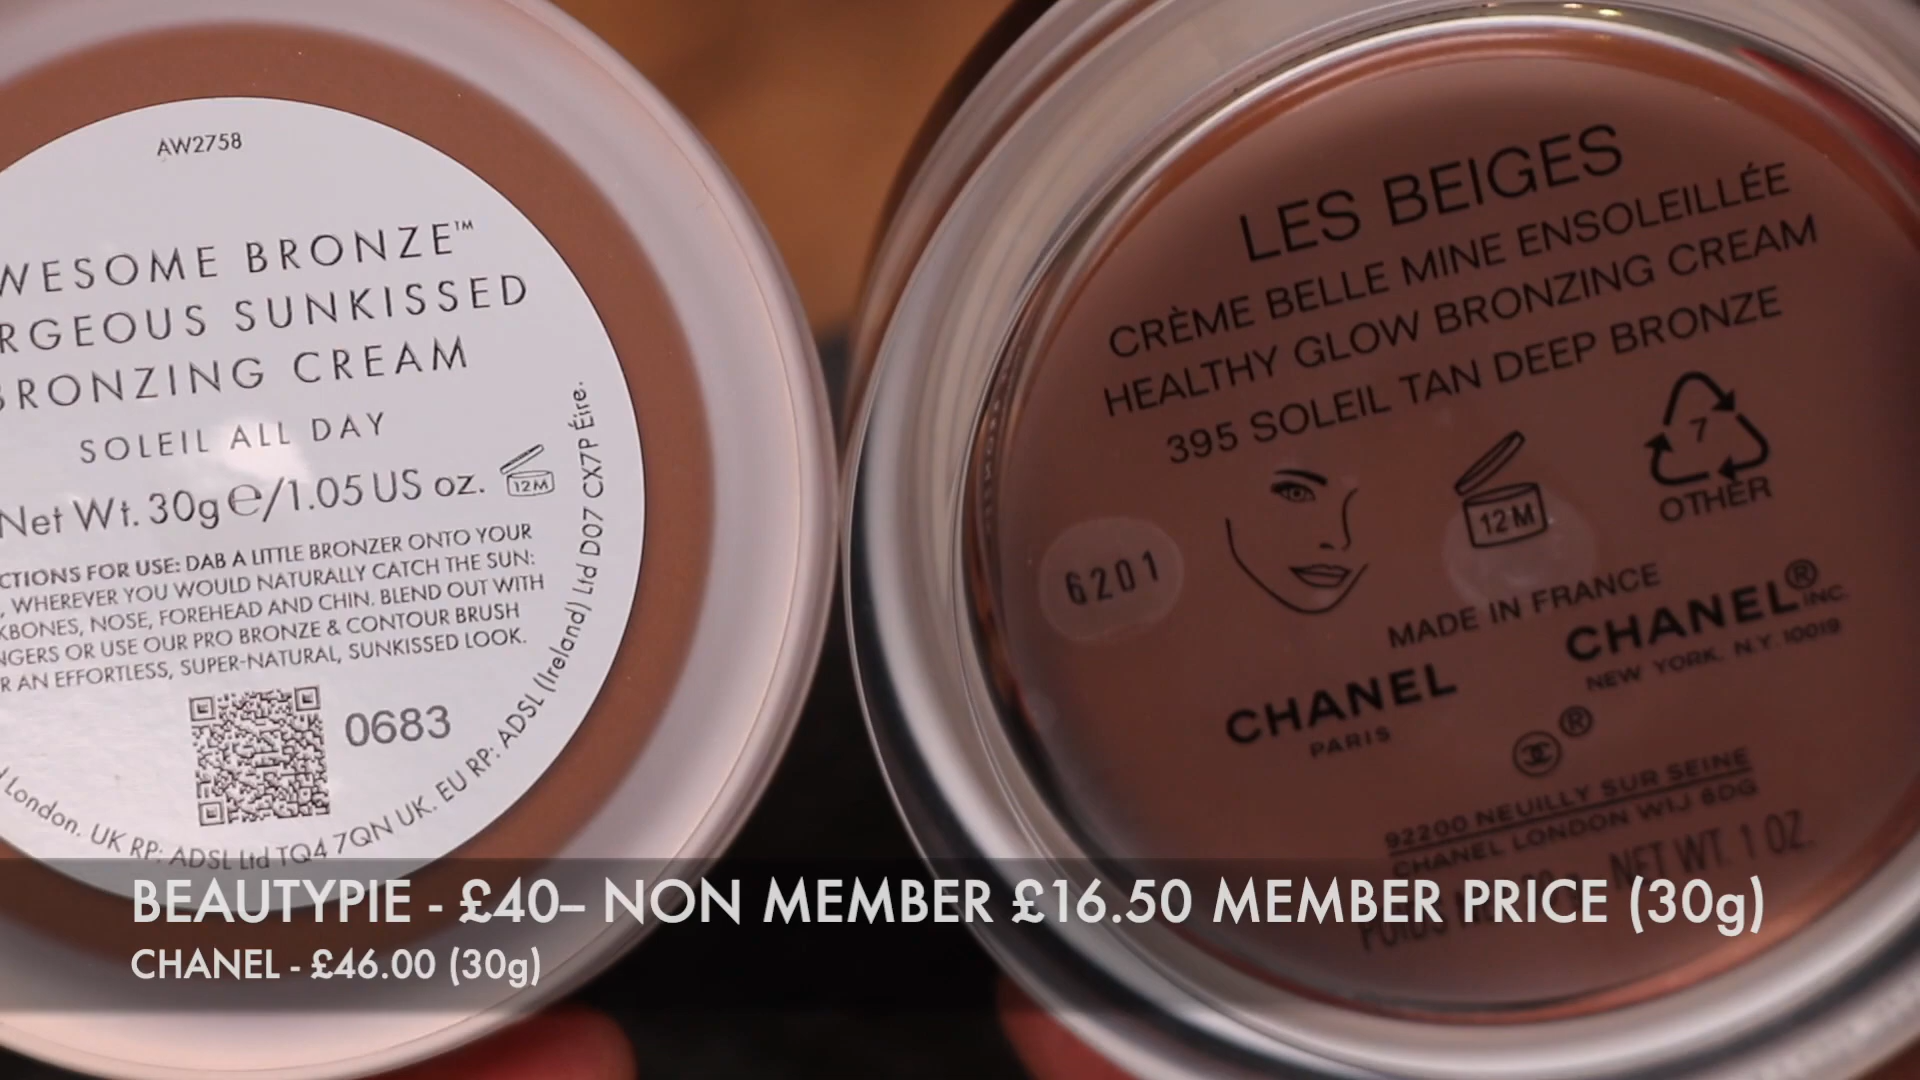 AW2758
WESOME BRONZE™
RGEOUS SUNKISSED
BRONZING CREAM
SOLEIL ALL DAY
Net Wt. 30g e/1.05 US oz.
12M
CTIONS FOR USE: DAB A LITTLE BRONZER ONTO YOUR
, WHEREVER YOU WOULD NATURALLY CATCH THE SUN:
KBONES, NOSE, FOREHEAD AND CHIN. BLEND OUT WITH
NGERS OR USE OUR PRO BRONZE & CONTOUR BRUSH
R AN EFFORTLESS, SUPER-NATURAL, SUNKISSED LOOK.
0683
London. UK RP: ADSL Ltd TQ4 7QN UK. EU RP: ADSL (Ireland) Ltd D07 CX7P Éire.
LES BEIGES
CRÈME BELLE MINE ENSOLEILLÉE
HEALTHY GLOW BRONZING CREAM
395 SOLEIL TAN DEEP BRONZE
7
OTHER
12M
6201
MADE IN FRANCE
CHANEL
PARIS
CHANEL® INC.
NEW YORK, N.Y. 10019
®
92200 NEUILLY SUR SEINE
CHANEL LONDON W1J 6DG
NET WT. 1 OZ.
BEAUTYPIE - £40– NON MEMBER £16.50 MEMBER PRICE (30g)
CHANEL - £46.00 (30g)